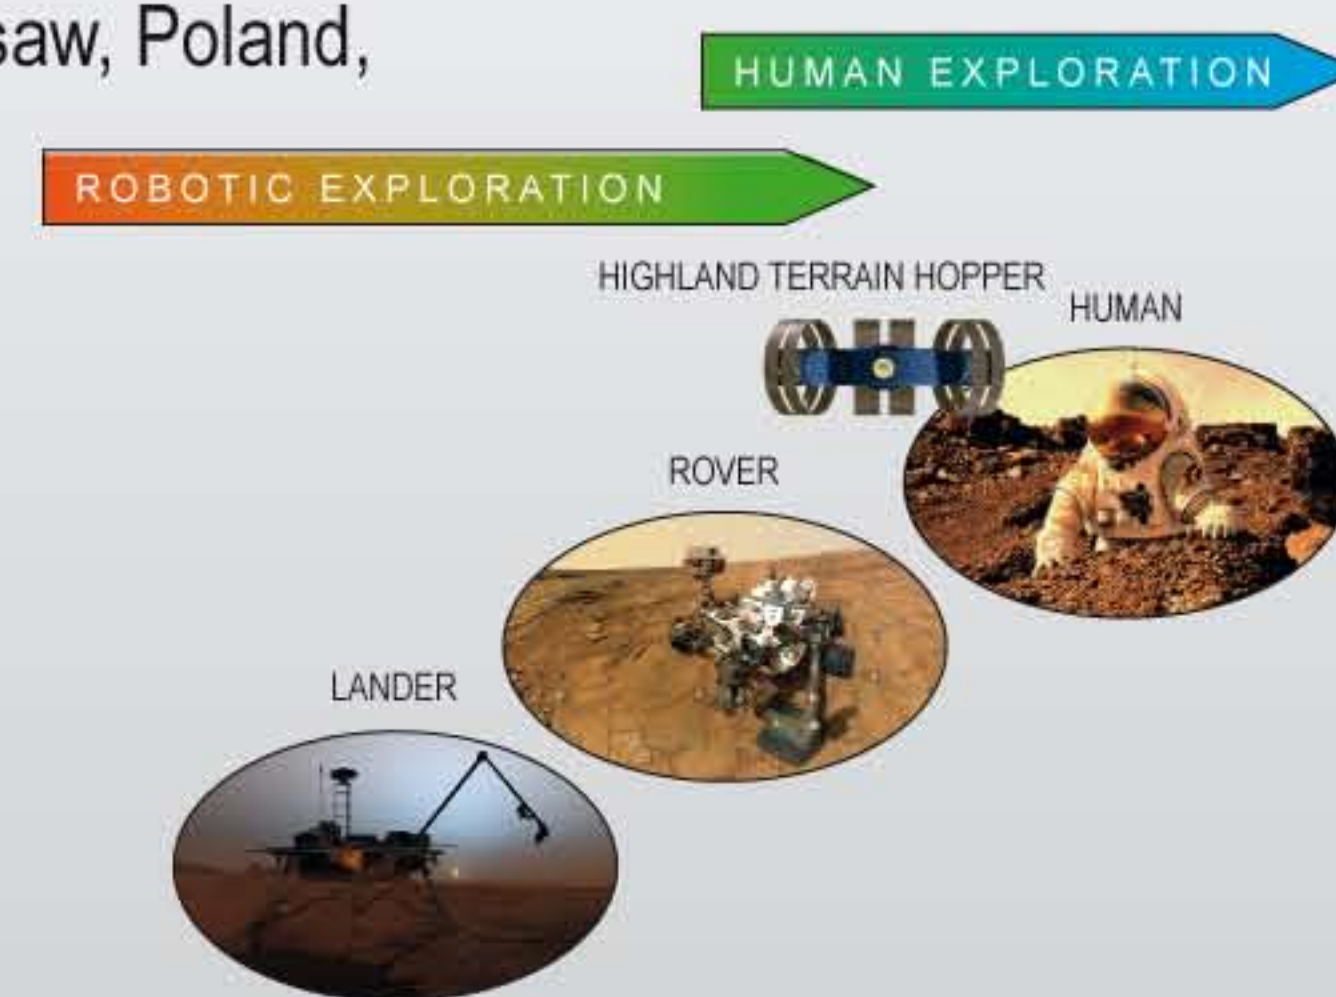 saw, Poland,
HUMAN EXPLORATION
ROBOTIC EXPLORATION
HIGHLAND TERRAIN HOPPER
HUMAN
ROVER
LANDER